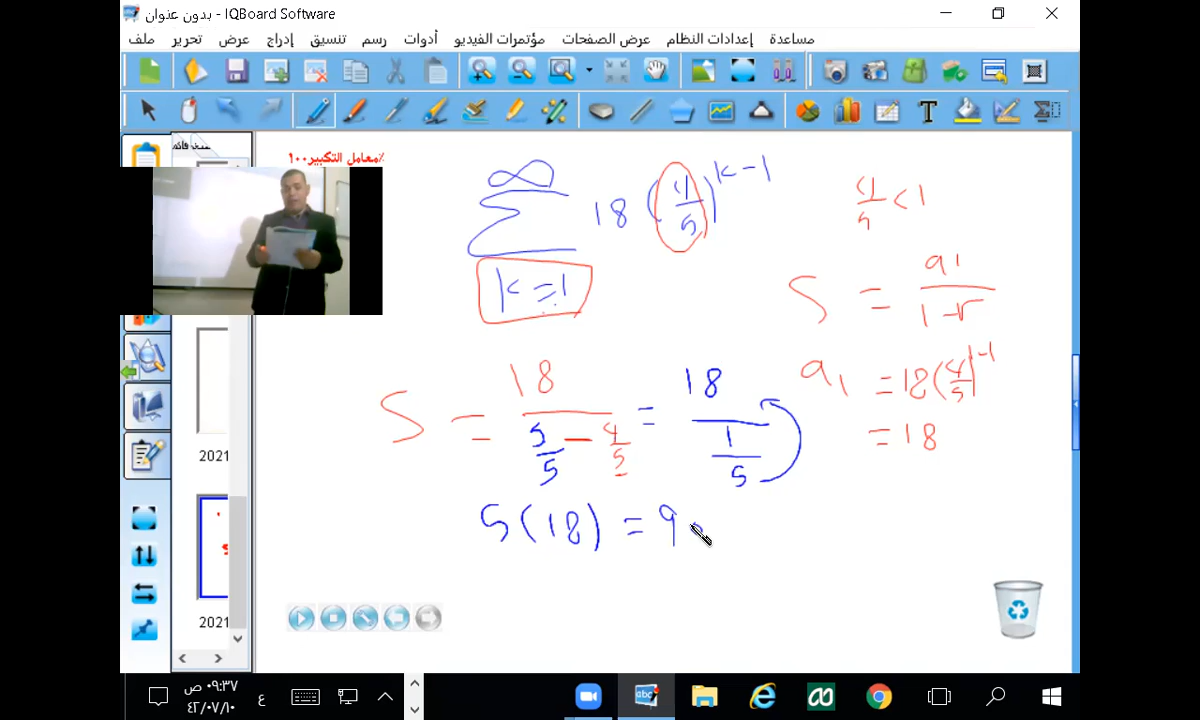 بدون عنوان - IQBoard Software
ملف تحرير عرض إدراج تنسيق رسم أدوات مؤتمرات الفيديو عرض الصفحات إعدادات النظام مساعدة
معامل التكبير١٠٠٪
∞
Σ 18 (4/5)^k-1
k=1
4/5 < 1
S = a1/1-r
a1 = 18(4/5)^1-1
= 18
S = 18/(5/5 - 4/5) = 18/(1/5)
5(18) = 9
2021
2021
٠٩:٣٧ ص
٤٢/٠٧/١٠
ع
abc
T